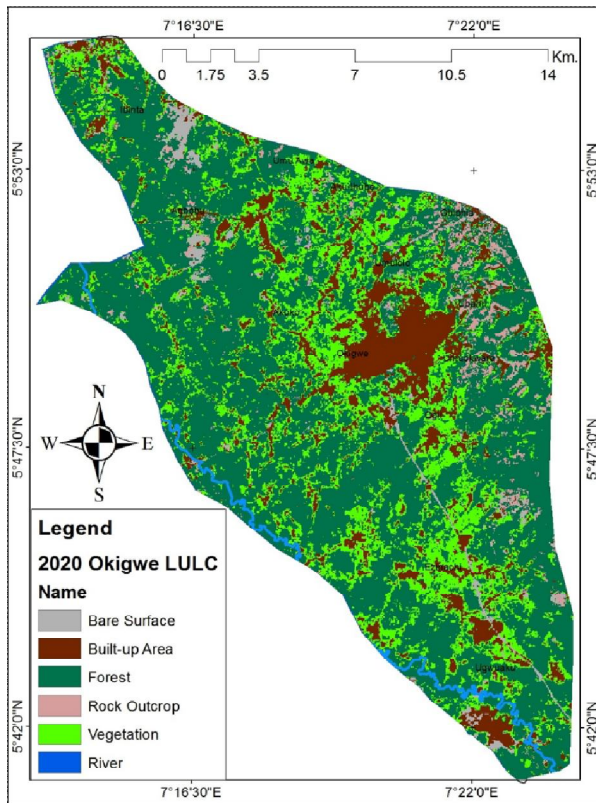 7°16'30"E 7°22'0"E
Km.
0 1.75 3.5 7 10.5 14
5°53'0"N 5°53'0"N
Okigwe
5°47'30"N 5°47'30"N
N
W E
S
Legend
2020 Okigwe LULC
Name
Bare Surface
Built-up Area
Forest
Rock Outcrop
Vegetation
River
5°42'0"N 5°42'0"N
7°16'30"E 7°22'0"E